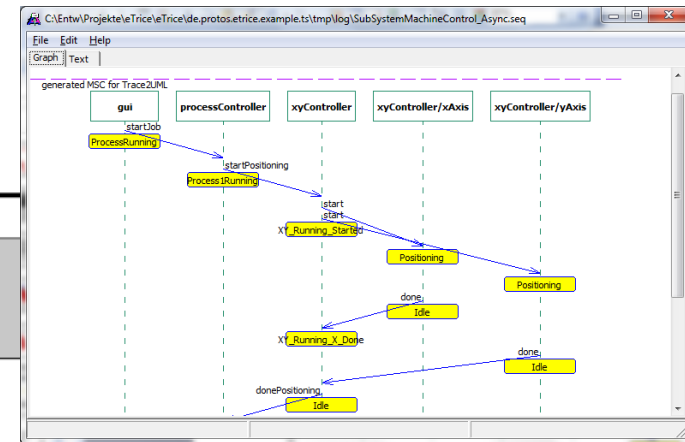 C:\Entw\Projekte\eTrice\eTrice\de.protos.etrice.example.ts\tmp\log\SubSystemMachineControl_Async.seq
File Edit Help
Graph Text
generated MSC for Trace2UML
gui processController xyController xyController/xAxis xyController/yAxis
startJob
ProcessRunning
startPositioning
Process1Running
start
start
XY_Running_Started
Positioning
Positioning
done
Idle
XY_Running_X_Done
done
Idle
donePositioning
Idle